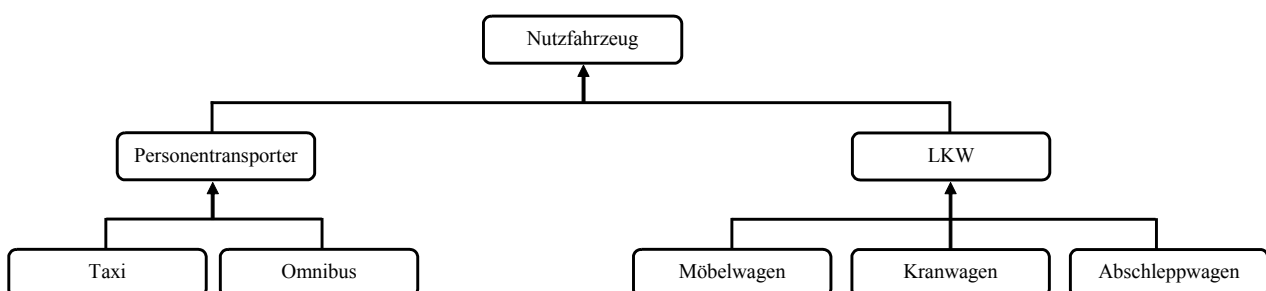 Nutzfahrzeug
Personentransporter
LKW
Taxi
Omnibus
Möbelwagen
Kranwagen
Abschleppwagen